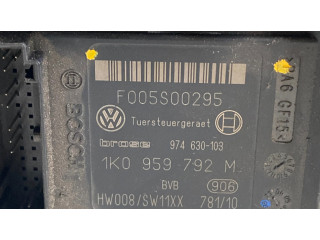 F005S00295
Tuersteuergeraet
brose 974 630-103
1K0 959 792 M
BVB 906
HW008/SW11XX 781/10
BOSCH